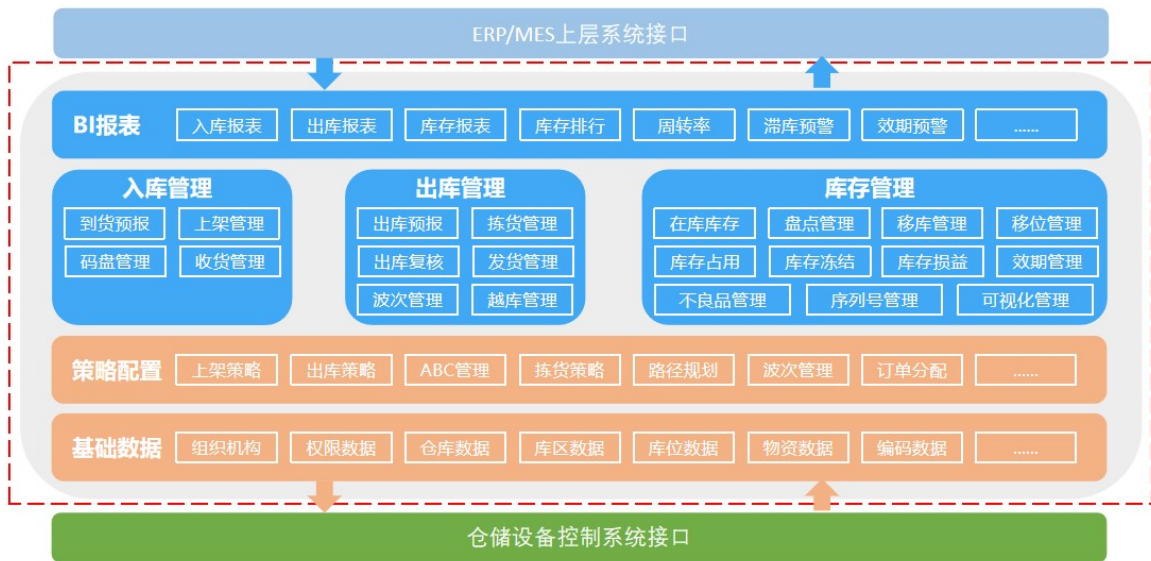 ERP/MES上层系统接口
BI报表 入库报表 出库报表 库存报表 库存排行 周转率 滞库预警 效期预警 ......
入库管理
到货预报 上架管理
码盘管理 收货管理
出库管理
出库预报 拣货管理
出库复核 发货管理
波次管理 越库管理
库存管理
在库库存 盘点管理 移库管理 移位管理
库存占用 库存冻结 库存损益 效期管理
不良品管理 序列号管理 可视化管理
策略配置 上架策略 出库策略 ABC管理 拣货策略 路径规划 波次管理 订单分配 ......
基础数据 组织机构 权限数据 仓库数据 库区数据 库位数据 物资数据 编码数据 ......
仓储设备控制系统接口